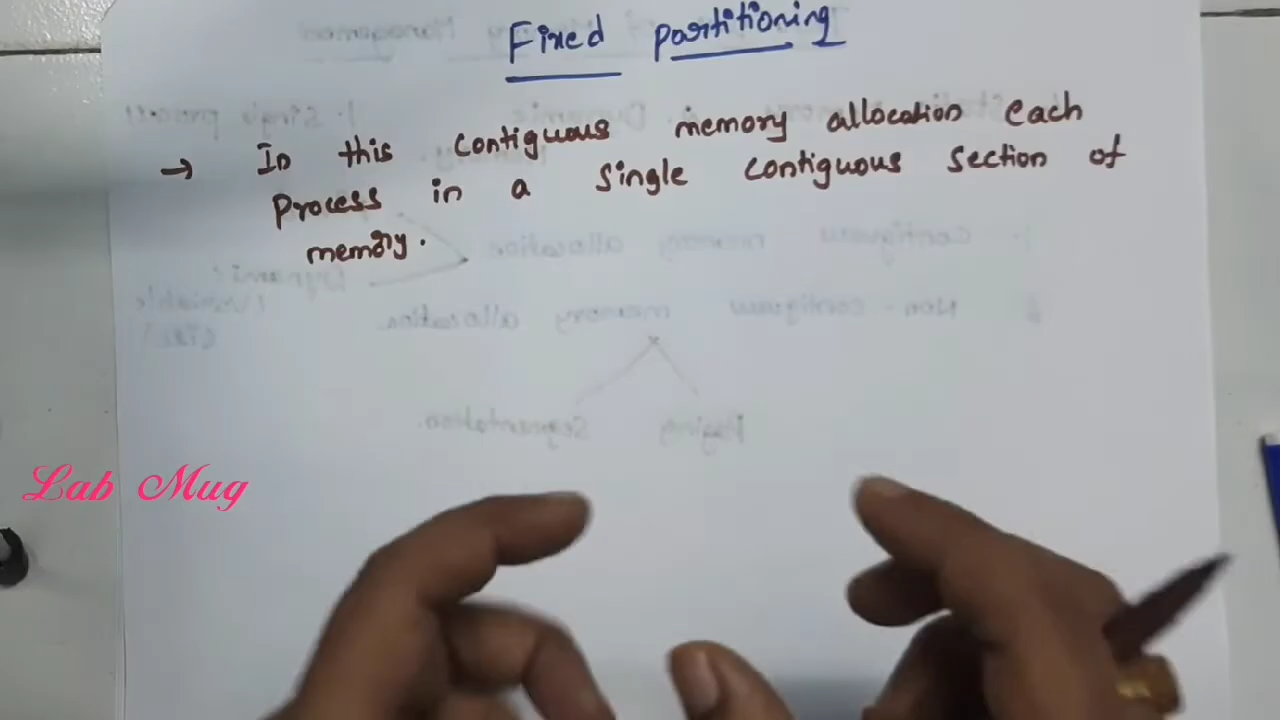 Fixed partitioning
→ In this contiguous memory allocation each
process in a single contiguous section of
memory.
Lab Mug